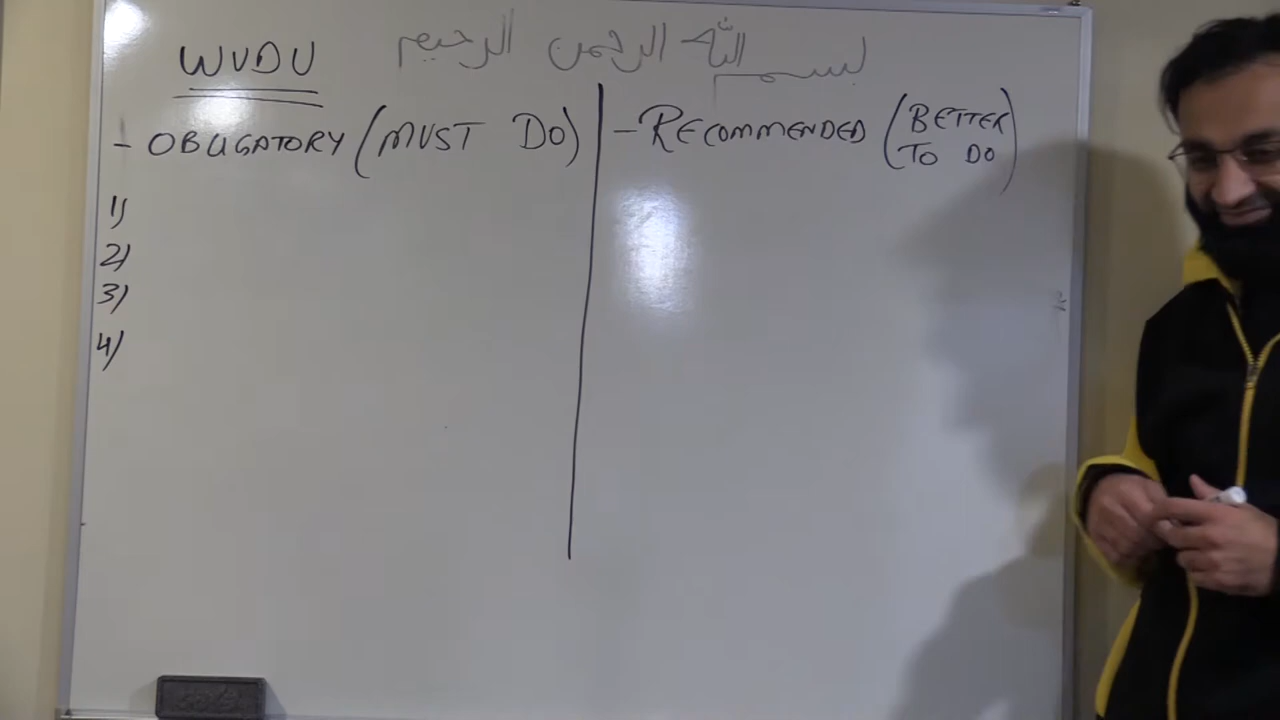 بسم الله الرحمن الرحيم
WUDU
- OBLIGATORY (MUST DO)
1)
2)
3)
4)
- RECOMMENDED (BETTER
TO DO)